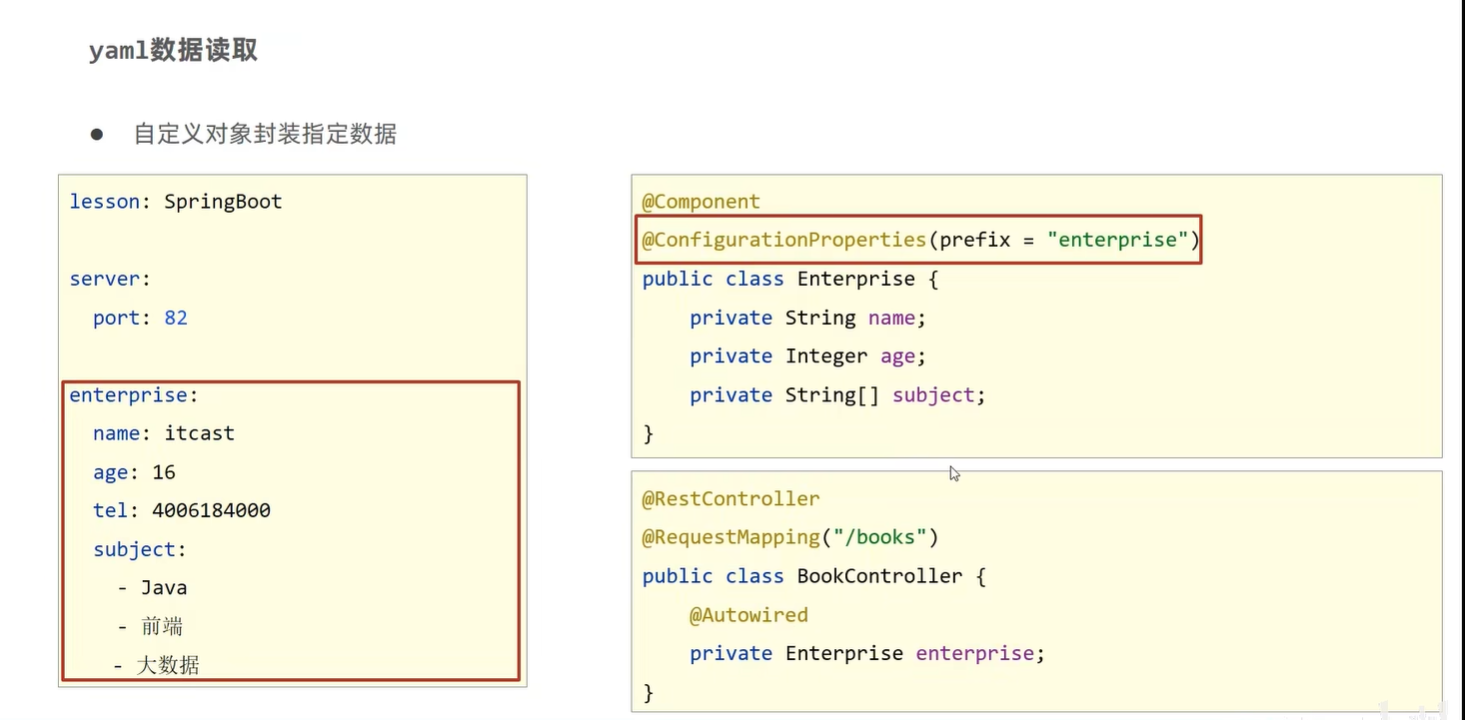 yaml数据读取
● 自定义对象封装指定数据
lesson: SpringBoot
server:
  port: 82
enterprise:
  name: itcast
  age: 16
  tel: 4006184000
  subject:
    - Java
    - 前端
    - 大数据
@Component
@ConfigurationProperties(prefix = "enterprise")
public class Enterprise {
    private String name;
    private Integer age;
    private String[] subject;
}
@RestController
@RequestMapping("/books")
public class BookController {
    @Autowired
    private Enterprise enterprise;
}